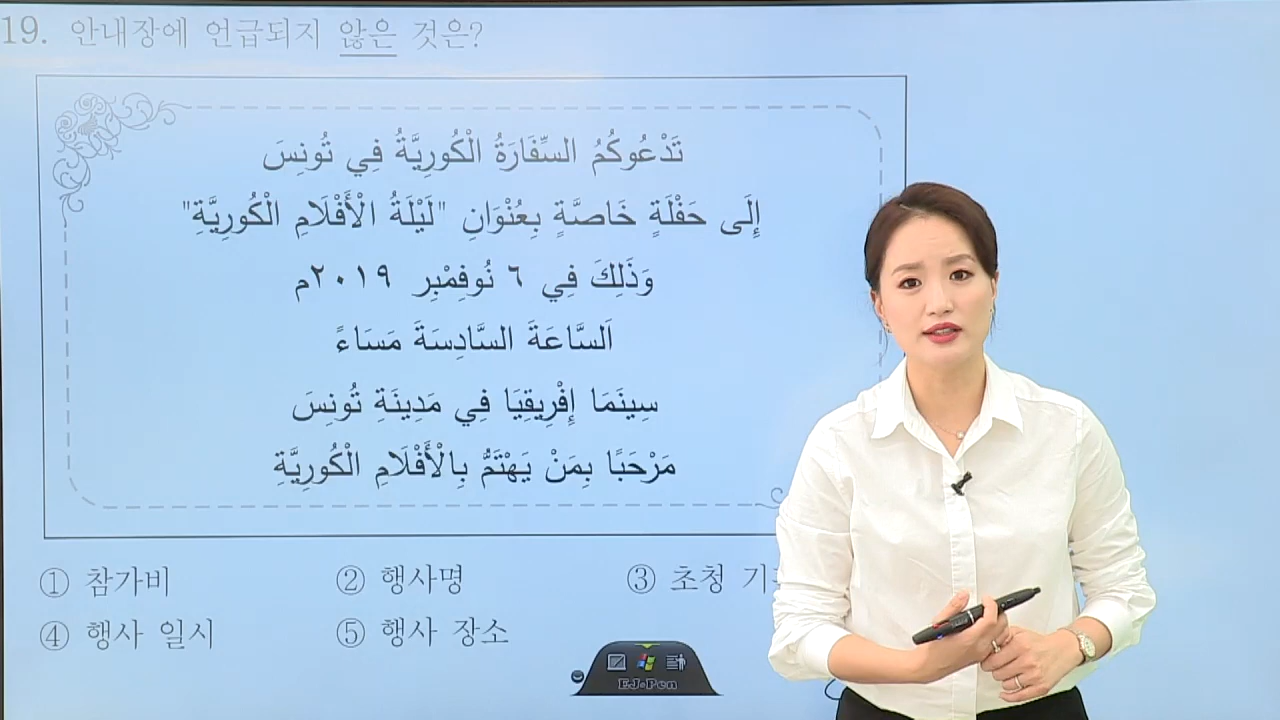 19. 안내장에 언급되지 않은 것은?
تَدْعُوكُمُ السِّفَارَةُ الْكُورِيَّةُ فِي تُونِسَ
إِلَى حَفْلَةٍ خَاصَّةٍ بِعُنْوَانِ "لَيْلَةُ الْأَفْلَامِ الْكُورِيَّةِ"
وَذَلِكَ فِي ٦ نُوفِمْبِر ٢٠١٩م
اَلسَّاعَةَ السَّادِسَةَ مَسَاءً
سِينَمَا إِفْرِيقِيَا فِي مَدِينَةِ تُونِسَ
مَرْحَبًا بِمَنْ يَهْتَمُّ بِالْأَفْلَامِ الْكُورِيَّةِ
① 참가비 ② 행사명 ③ 초청
④ 행사 일시 ⑤ 행사 장소
EJ-Pen